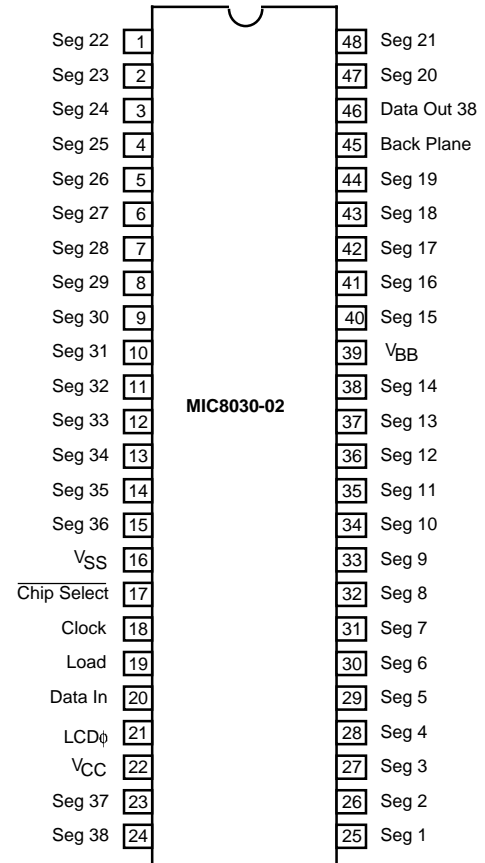 Seg 22 1 48 Seg 21
Seg 23 2 47 Seg 20
Seg 24 3 46 Data Out 38
Seg 25 4 45 Back Plane
Seg 26 5 44 Seg 19
Seg 27 6 43 Seg 18
Seg 28 7 42 Seg 17
Seg 29 8 41 Seg 16
Seg 30 9 40 Seg 15
Seg 31 10 39 VBB
Seg 32 11 38 Seg 14
MIC8030-02
Seg 33 12 37 Seg 13
Seg 34 13 36 Seg 12
Seg 35 14 35 Seg 11
Seg 36 15 34 Seg 10
VSS 16 33 Seg 9
Chip Select 17 32 Seg 8
Clock 18 31 Seg 7
Load 19 30 Seg 6
Data In 20 29 Seg 5
LCDϕ 21 28 Seg 4
VCC 22 27 Seg 3
Seg 37 23 26 Seg 2
Seg 38 24 25 Seg 1